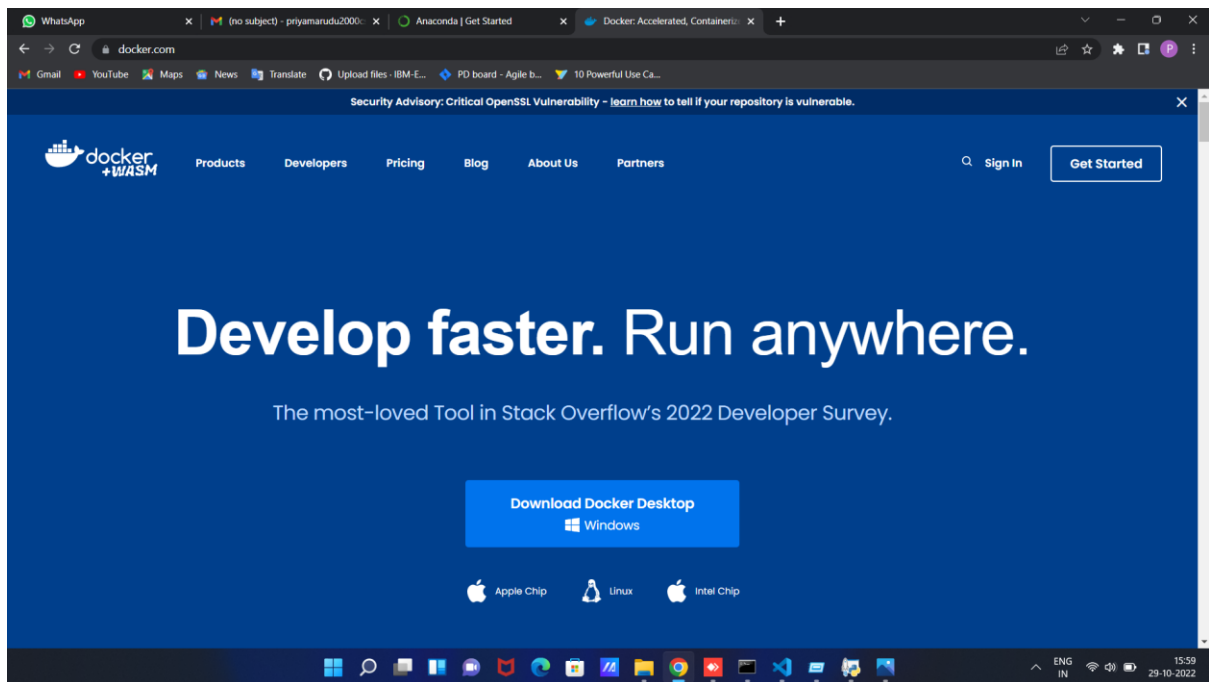 WhatsApp
(no subject) - priyamarudu2000
Anaconda | Get Started
Docker: Accelerated, Containeriz
docker.com
Gmail
YouTube
Maps
News
Translate
Upload files · IBM-E...
PD board - Agile b...
10 Powerful Use Ca...
P
Security Advisory: Critical OpenSSL Vulnerability – learn how to tell if your repository is vulnerable.
docker
+WASM
Products
Developers
Pricing
Blog
About Us
Partners
Sign In
Get Started
Develop faster. Run anywhere.
The most-loved Tool in Stack Overflow's 2022 Developer Survey.
Download Docker Desktop
Windows
Apple Chip
Linux
Intel Chip
ENG
IN
15:59
29-10-2022